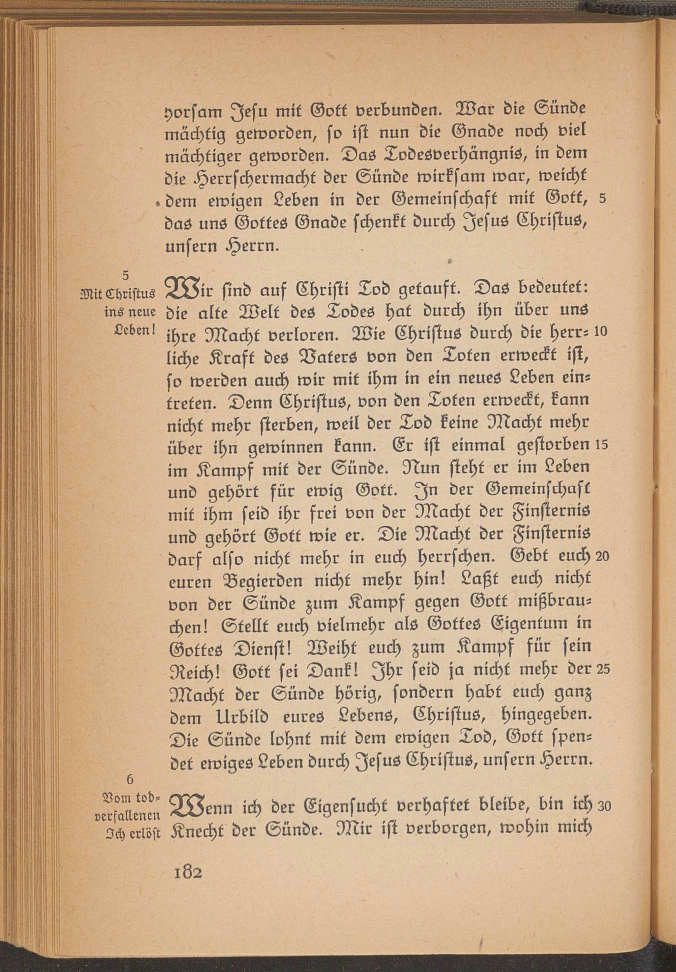 horsam Jesu mit Gott verbunden. War die Sünde
mächtig geworden, so ist nun die Gnade noch viel
mächtiger geworden. Das Todesverhängnis, in dem
die Herrschermacht der Sünde wirksam war, weicht
dem ewigen Leben in der Gemeinschaft mit Gott, 5
das uns Gottes Gnade schenkt durch Jesus Christus,
unsern Herrn.
5
Mit Christus
ins neue
Leben!
Wir sind auf Christi Tod getauft. Das bedeutet:
die alte Welt des Todes hat durch ihn über uns
ihre Macht verloren. Wie Christus durch die herr- 10
liche Kraft des Vaters von den Toten erweckt ist,
so werden auch wir mit ihm in ein neues Leben ein-
treten. Denn Christus, von den Toten erweckt, kann
nicht mehr sterben, weil der Tod keine Macht mehr
über ihn gewinnen kann. Er ist einmal gestorben 15
im Kampf mit der Sünde. Nun steht er im Leben
und gehört für ewig Gott. In der Gemeinschaft
mit ihm seid ihr frei von der Macht der Finsternis
und gehört Gott wie er. Die Macht der Finsternis
darf also nicht mehr in euch herrschen. Gebt euch 20
euren Begierden nicht mehr hin! Laßt euch nicht
von der Sünde zum Kampf gegen Gott mißbrau-
chen! Stellt euch vielmehr als Gottes Eigentum in
Gottes Dienst! Weiht euch zum Kampf für sein
Reich! Gott sei Dank! Ihr seid ja nicht mehr der 25
Macht der Sünde hörig, sondern habt euch ganz
dem Urbild eures Lebens, Christus, hingegeben.
Die Sünde lohnt mit dem ewigen Tod, Gott spen-
det ewiges Leben durch Jesus Christus, unsern Herrn.
6
Vom tod-
verfallenen
Ich erlöst
Wenn ich der Eigensucht verhaftet bleibe, bin ich 30
Knecht der Sünde. Mir ist verborgen, wohin mich
182